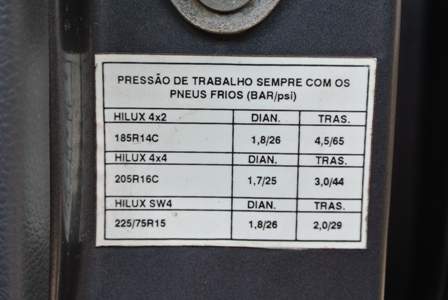 PRESSÃO DE TRABALHO SEMPRE COM OS
PNEUS FRIOS (BAR/psi)
HILUX 4x2 DIAN. TRAS.
185R14C 1,8/26 4,5/65
HILUX 4x4 DIAN. TRAS.
205R16C 1,7/25 3,0/44
HILUX SW4 DIAN. TRAS.
225/75R15 1,8/26 2,0/29